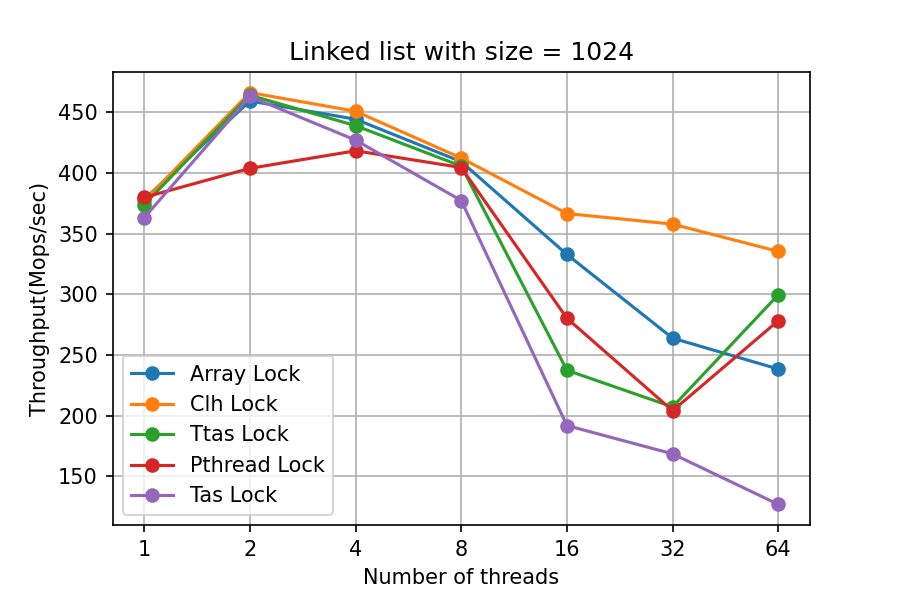 Linked list with size = 1024
Throughput(Mops/sec)
450
400
350
300
250
200
150
Array Lock
Clh Lock
Ttas Lock
Pthread Lock
Tas Lock
1 2 4 8 16 32 64
Number of threads